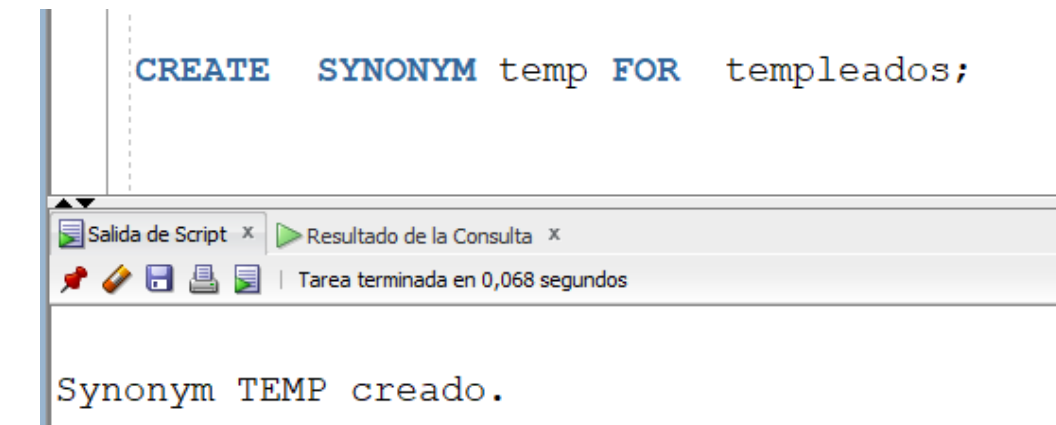 CREATE  SYNONYM temp FOR  templeados;
Salida de Script x Resultado de la Consulta x
Tarea terminada en 0,068 segundos
Synonym TEMP creado.